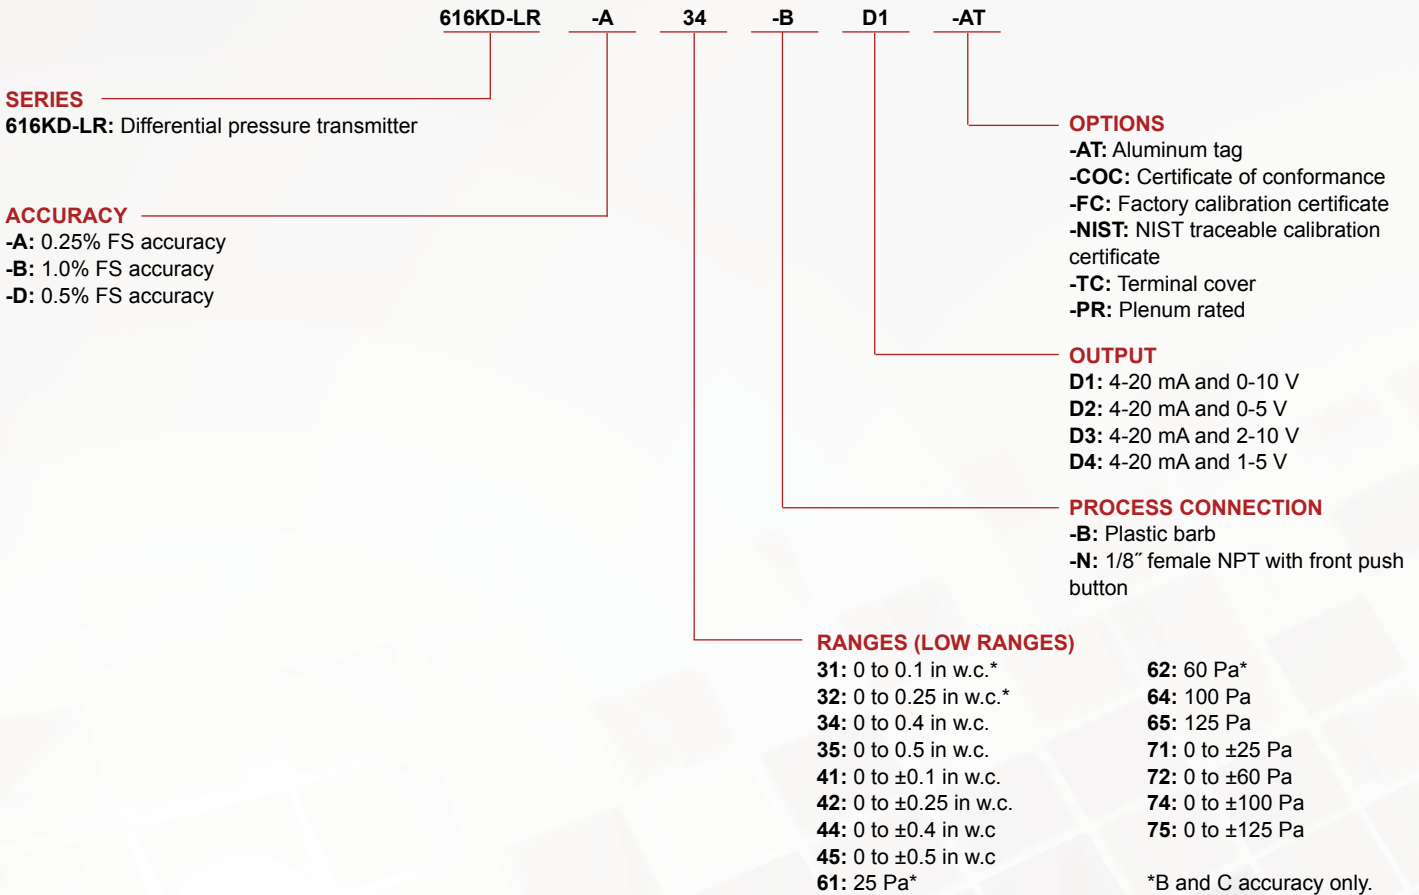 616KD-LR -A 34 -B D1 -AT
SERIES
616KD-LR: Differential pressure transmitter
ACCURACY
-A: 0.25% FS accuracy
-B: 1.0% FS accuracy
-D: 0.5% FS accuracy
OPTIONS
-AT: Aluminum tag
-COC: Certificate of conformance
-FC: Factory calibration certificate
-NIST: NIST traceable calibration
certificate
-TC: Terminal cover
-PR: Plenum rated
OUTPUT
D1: 4-20 mA and 0-10 V
D2: 4-20 mA and 0-5 V
D3: 4-20 mA and 2-10 V
D4: 4-20 mA and 1-5 V
PROCESS CONNECTION
-B: Plastic barb
-N: 1/8˝ female NPT with front push
button
RANGES (LOW RANGES)
31: 0 to 0.1 in w.c.*
32: 0 to 0.25 in w.c.*
34: 0 to 0.4 in w.c.
35: 0 to 0.5 in w.c.
41: 0 to ±0.1 in w.c.
42: 0 to ±0.25 in w.c.
44: 0 to ±0.4 in w.c
45: 0 to ±0.5 in w.c
61: 25 Pa*
62: 60 Pa*
64: 100 Pa
65: 125 Pa
71: 0 to ±25 Pa
72: 0 to ±60 Pa
74: 0 to ±100 Pa
75: 0 to ±125 Pa
*B and C accuracy only.